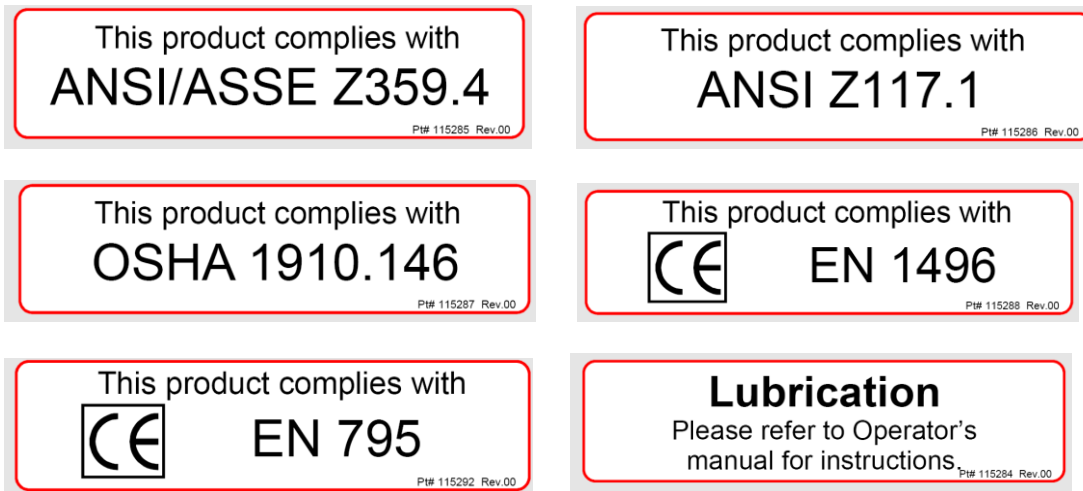 This product complies with
ANSI/ASSE Z359.4
Pt# 115285 Rev.00
This product complies with
ANSI Z117.1
Pt# 115286 Rev.00
This product complies with
OSHA 1910.146
Pt# 115287 Rev.00
This product complies with
CE EN 1496
Pt# 115288 Rev.00
This product complies with
CE EN 795
Pt# 115292 Rev.00
Lubrication
Please refer to Operator's
manual for instructions.
Pt# 115284 Rev.00